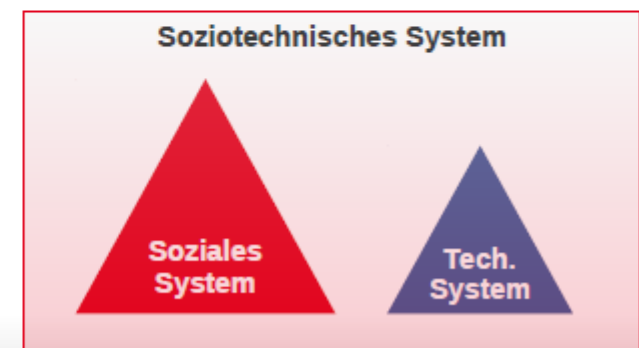 Soziotechnisches System
Soziales
System
Tech.
System